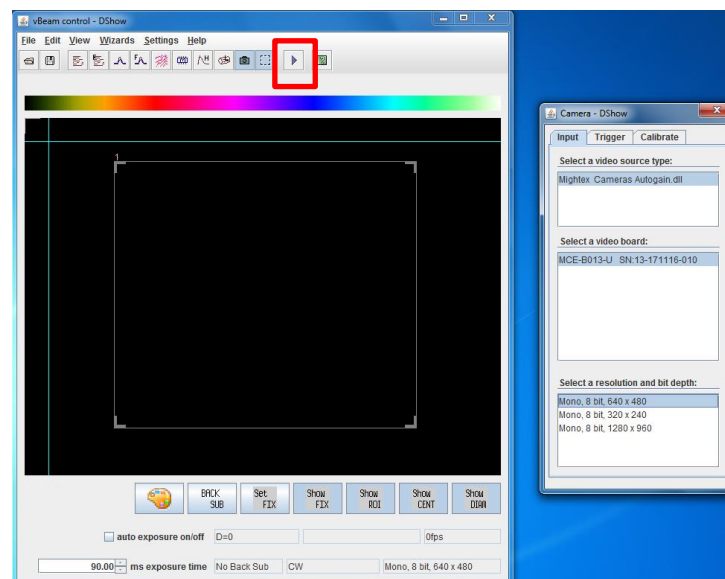 vBeam control - DShow
File Edit View Wizards Settings Help
1
BACK SUB
Set FIX
Show FIX
Show ROI
Show CENT
Show DIAM
auto exposure on/off D=0 0fps
90.00 ms exposure time No Back Sub CW Mono, 8 bit, 640 x 480
Camera - DShow
Input Trigger Calibrate
Select a video source type:
Mightex Cameras Autogain.dll
Select a video board:
MCE-B013-U SN:13-171116-010
Select a resolution and bit depth:
Mono, 8 bit, 640 x 480
Mono, 8 bit, 320 x 240
Mono, 8 bit, 1280 x 960